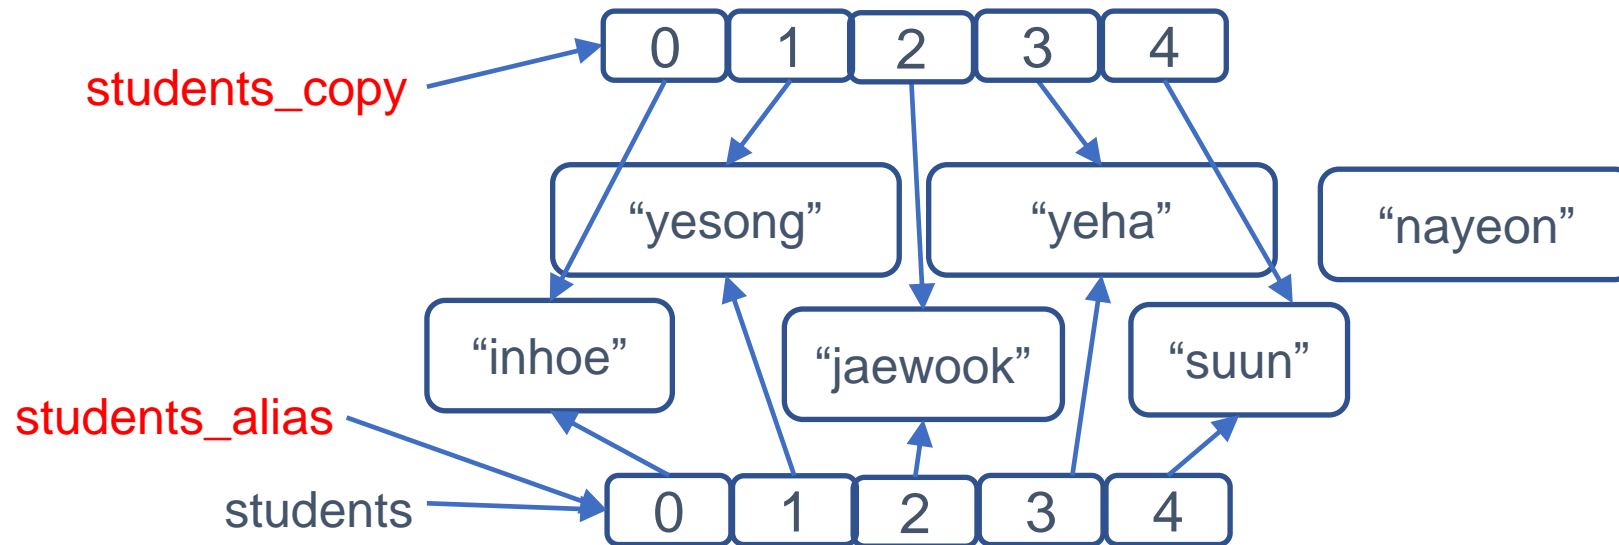 0 1 2 3 4
students_copy
“yesong” “yeha” “nayeon”
“inhoe” “jaewook” “suun”
students_alias
students 0 1 2 3 4